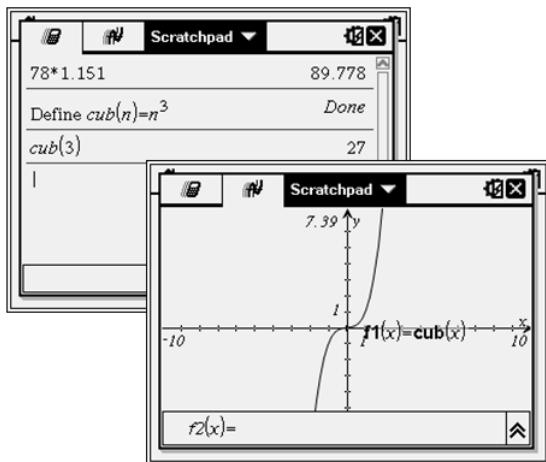 Scratchpad
78*1.151 89.778
Define cub(n)=n³ Done
cub(3) 27
Scratchpad
7.39 y
1
x
-10 1 10
f1(x)=cub(x)
f2(x)=